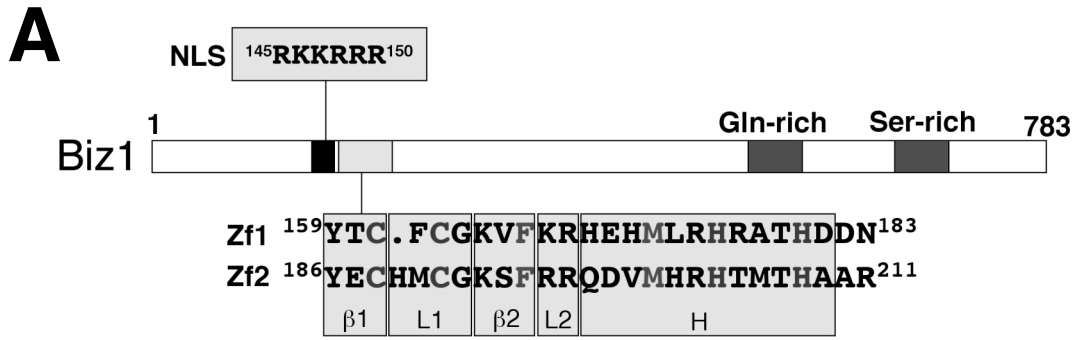 A
NLS 145RKKRRR150
1 Gln-rich Ser-rich 783
Biz1
Zf1 159YTC.FCGKVFKRHEHMLRHRATHDDN183
Zf2 186YECHMCGKSFRRQDVMHRHTMTHAAR211
β1 L1 β2 L2 H